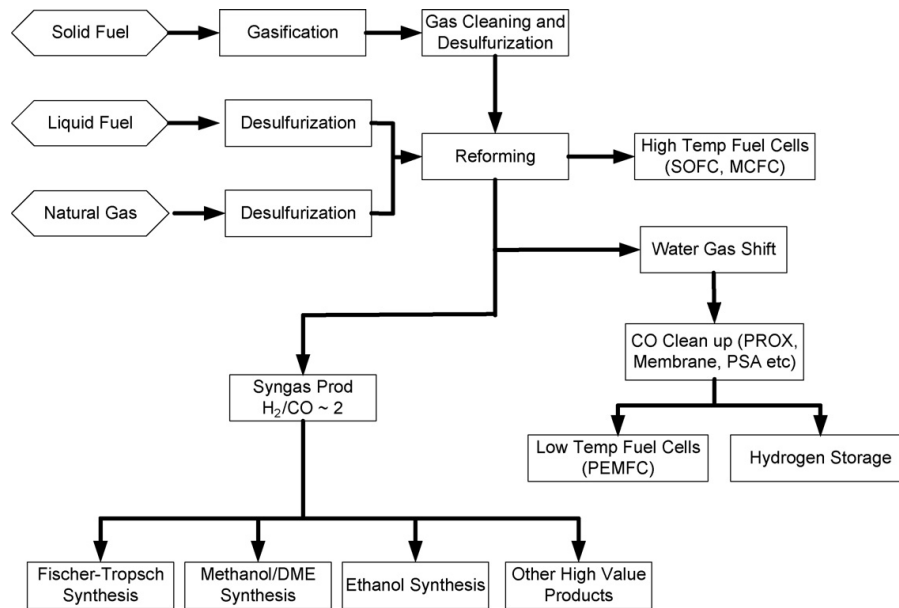 Solid Fuel
Gasification
Gas Cleaning and
Desulfurization
Liquid Fuel
Desulfurization
Reforming
High Temp Fuel Cells
(SOFC, MCFC)
Natural Gas
Desulfurization
Water Gas Shift
CO Clean up (PROX,
Membrane, PSA etc)
Syngas Prod
H₂/CO ~ 2
Low Temp Fuel Cells
(PEMFC)
Hydrogen Storage
Fischer-Tropsch
Synthesis
Methanol/DME
Synthesis
Ethanol Synthesis
Other High Value
Products